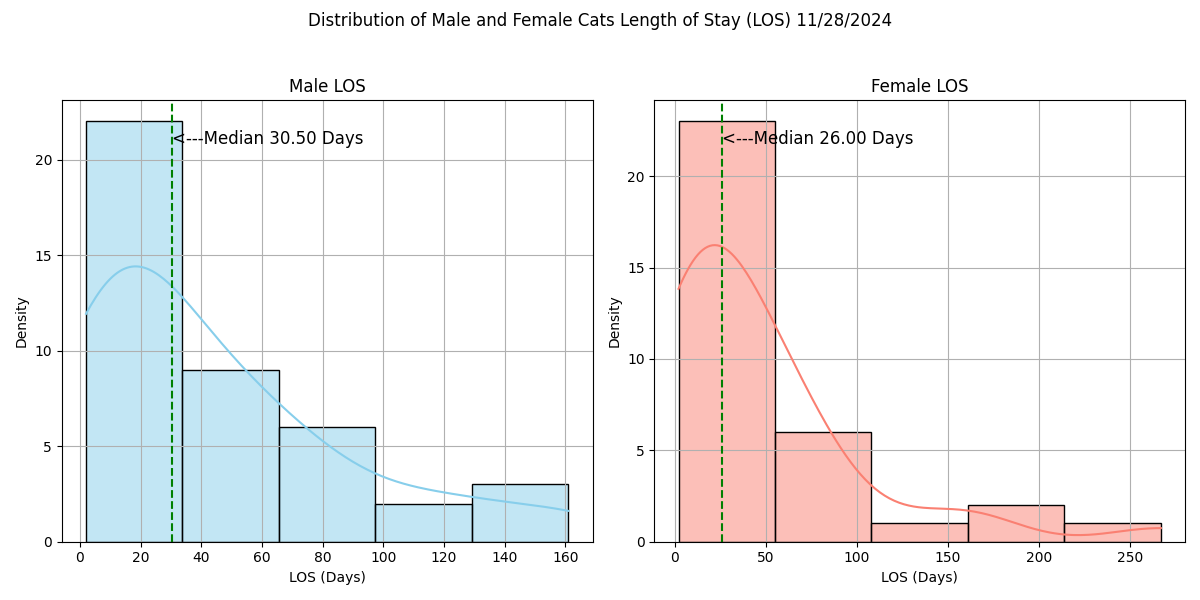 Distribution of Male and Female Cats Length of Stay (LOS) 11/28/2024
Male LOS
<---Median 30.50 Days
Density
20
15
10
5
0
0 20 40 60 80 100 120 140 160
LOS (Days)
Female LOS
<---Median 26.00 Days
Density
20
15
10
5
0
0 50 100 150 200 250
LOS (Days)